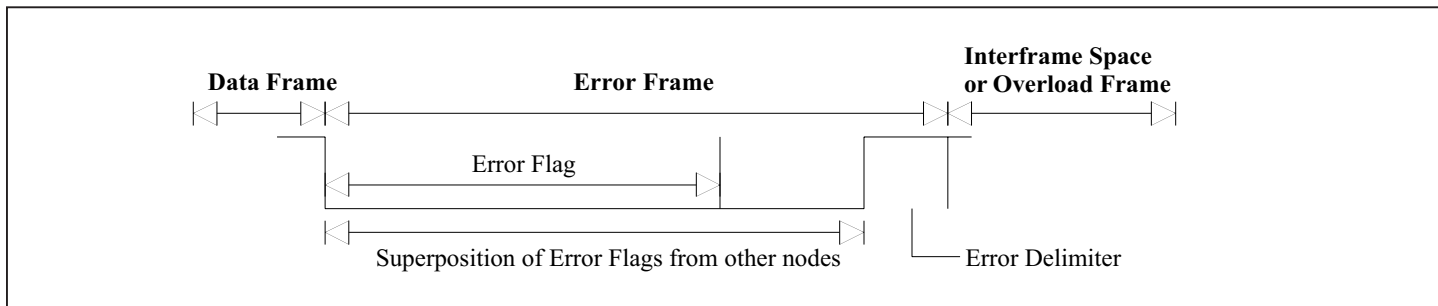 Interframe Space
or Overload Frame
Data Frame
Error Frame
Error Flag
Superposition of Error Flags from other nodes
Error Delimiter